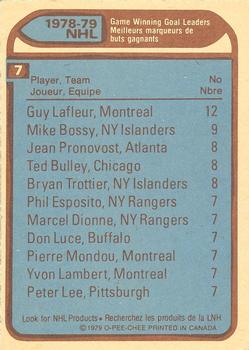 1978-79
NHL
Game Winning Goal Leaders
Meilleurs marqueurs de
buts gagnants
7
Player, Team No
Joueur, Equipe Nbre
Guy Lafleur, Montreal 12
Mike Bossy, NY Islanders 9
Jean Pronovost, Atlanta 8
Ted Bulley, Chicago 8
Bryan Trottier, NY Islanders 8
Phil Esposito, NY Rangers 7
Marcel Dionne, NY Rangers 7
Don Luce, Buffalo 7
Pierre Mondou, Montreal 7
Yvon Lambert, Montreal 7
Peter Lee, Pittsburgh 7
Look for NHL Products • Recherchez les produits de la LNH
©1979 O-PEE-CHEE PRINTED IN CANADA